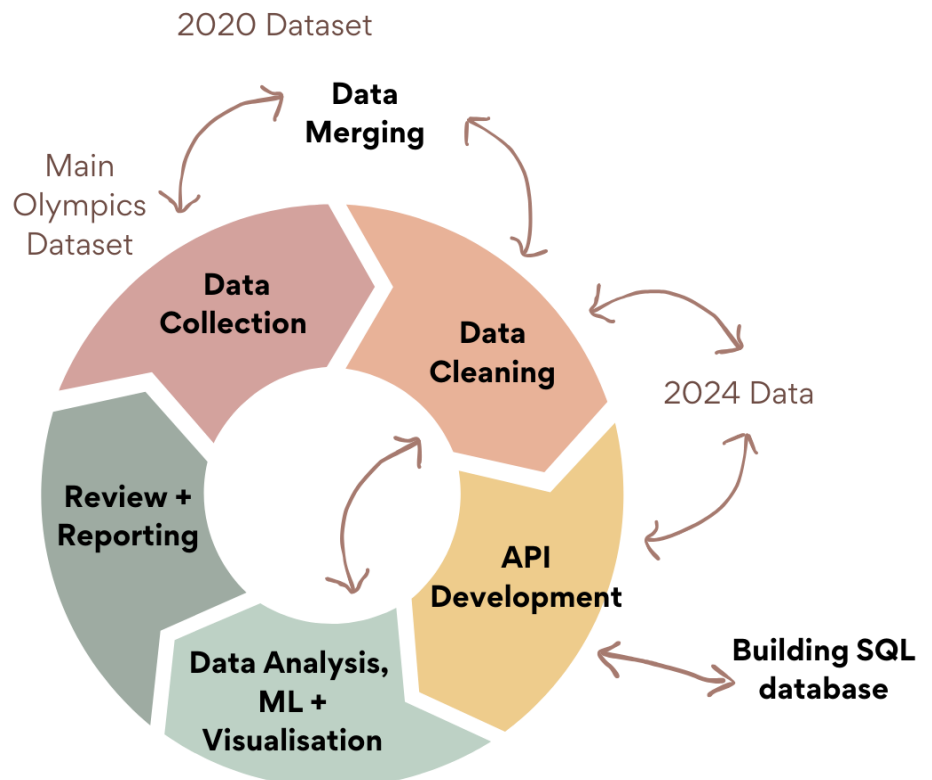 2020 Dataset
Data
Merging
Main
Olympics
Dataset
Data
Collection
Data
Cleaning
2024 Data
Review +
Reporting
API
Development
Data Analysis,
ML +
Visualisation
Building SQL
database